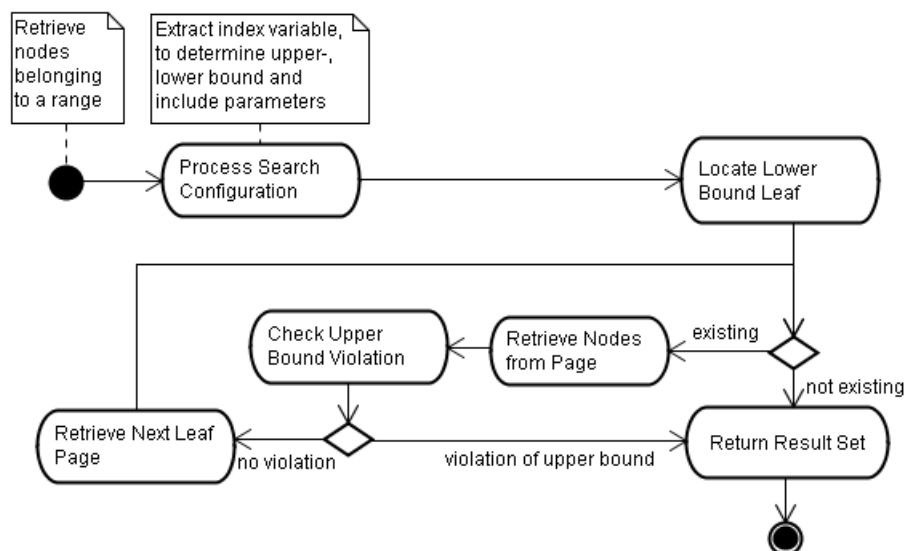 Retrieve
nodes
belonging
to a range
Extract index variable,
to determine upper-,
lower bound and
include parameters
Process Search
Configuration
Locate Lower
Bound Leaf
Check Upper
Bound Violation
Retrieve Nodes
from Page
existing
not existing
Retrieve Next Leaf
Page
no violation
violation of upper bound
Return Result Set